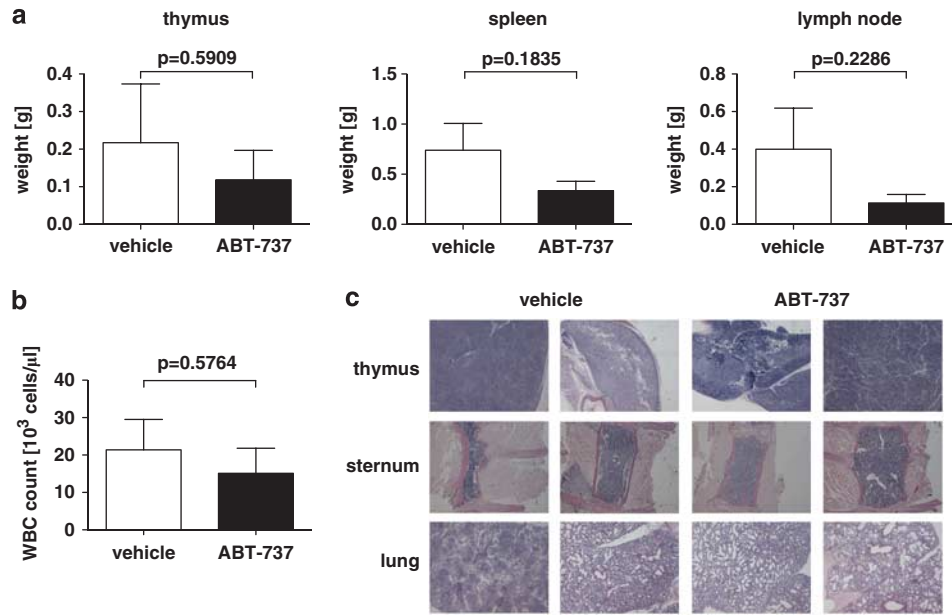 a
thymus
p=0.5909
weight [g]
0.4
0.3
0.2
0.1
0.0
vehicle
ABT-737
spleen
p=0.1835
weight [g]
1.5
1.0
0.5
0.0
vehicle
ABT-737
lymph node
p=0.2286
weight [g]
0.8
0.6
0.4
0.2
0.0
vehicle
ABT-737
b
p=0.5764
WBC count [10³ cells/µl]
40
30
20
10
0
vehicle
ABT-737
c
vehicle
ABT-737
thymus
sternum
lung